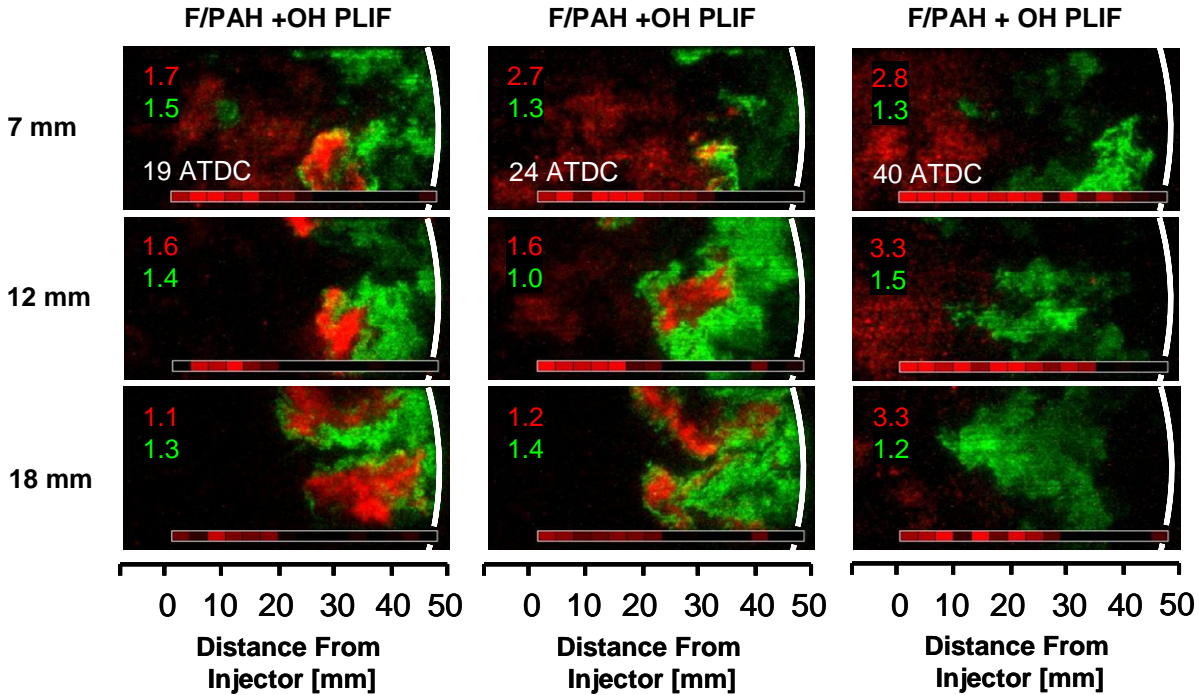 F/PAH +OH PLIF F/PAH +OH PLIF F/PAH + OH PLIF
7 mm
1.7
1.5
19 ATDC
2.7
1.3
24 ATDC
2.8
1.3
40 ATDC
12 mm
1.6
1.4
1.6
1.0
3.3
1.5
18 mm
1.1
1.3
1.2
1.4
3.3
1.2
0 10 20 30 40 50 0 10 20 30 40 50 0 10 20 30 40 50
Distance From
Injector [mm]
Distance From
Injector [mm]
Distance From
Injector [mm]